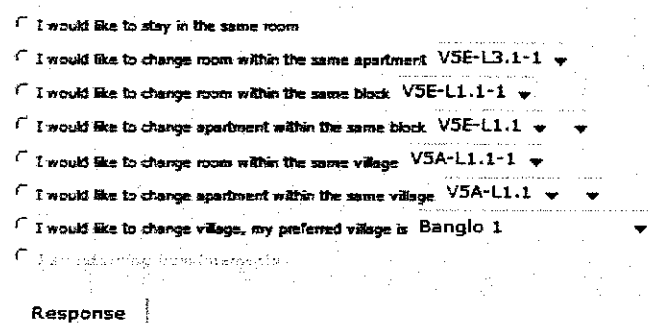 I would like to stay in the same room
I would like to change room within the same apartment V5E-L3.1-1
I would like to change room within the same block V5E-L1.1-1
I would like to change apartment within the same block V5E-L1.1
I would like to change room within the same village V5A-L1.1-1
I would like to change apartment within the same village V5A-L1.1
I would like to change village, my preferred village is Banglo 1
I am
Response